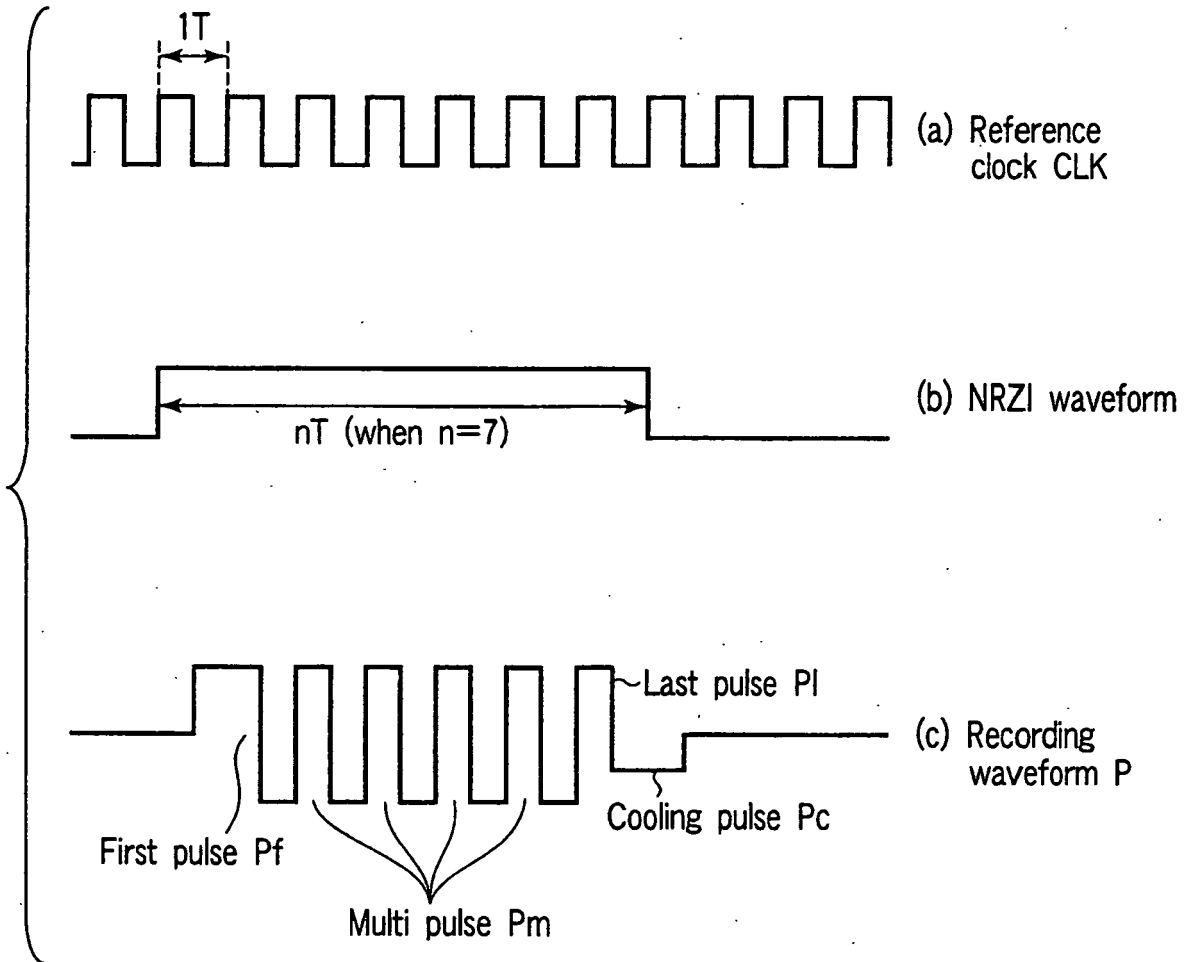 1T
(a) Reference
clock CLK
(b) NRZI waveform
nT (when n=7)
Last pulse Pl
(c) Recording
waveform P
Cooling pulse Pc
First pulse Pf
Multi pulse Pm